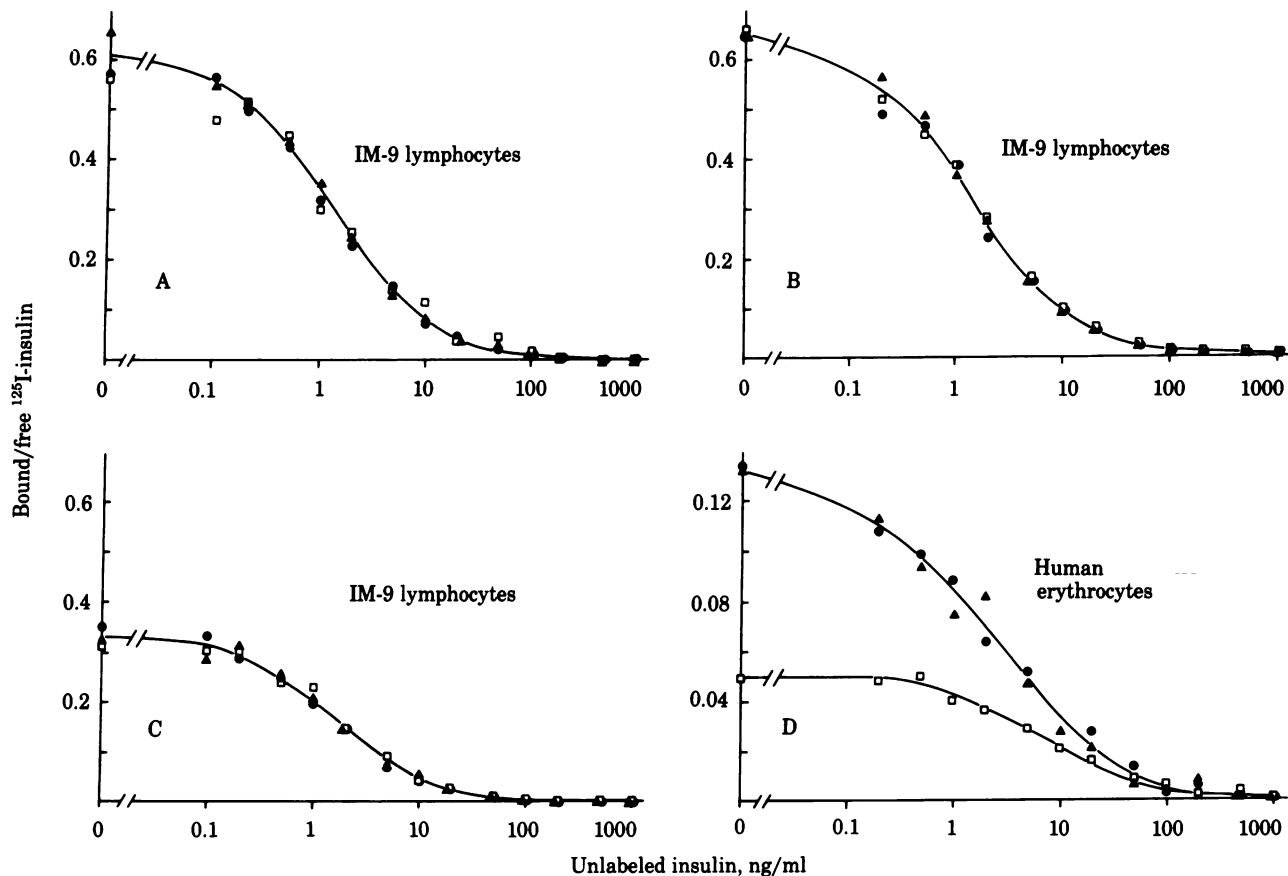 Bound/free ¹²⁵I-insulin
0.6
0.4
0.2
IM-9 lymphocytes
A
0 0.1 1 10 100 1000
0.6
0.4
0.2
IM-9 lymphocytes
B
0 0.1 1 10 100 1000
0.6
0.4
0.2
IM-9 lymphocytes
C
0 0.1 1 10 100 1000
0.12
0.08
0.04
Human
erythrocytes
D
0 0.1 1 10 100 1000
Unlabeled insulin, ng/ml